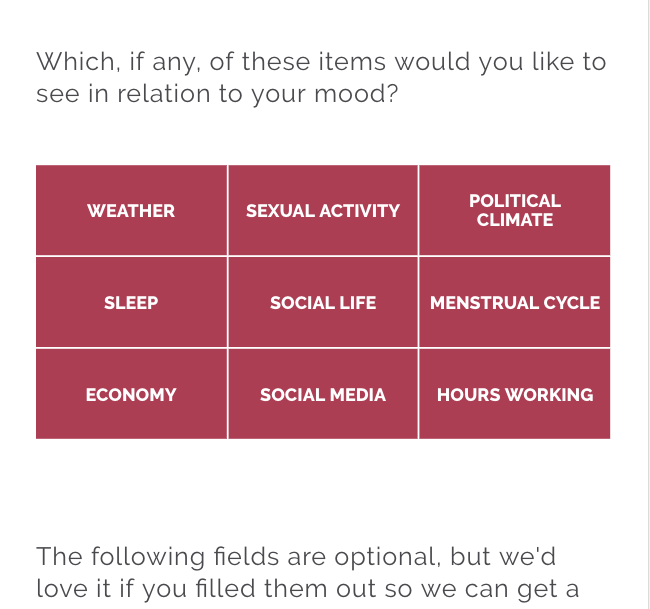 Which, if any, of these items would you like to
see in relation to your mood?
WEATHER
SEXUAL ACTIVITY
POLITICAL
CLIMATE
SLEEP
SOCIAL LIFE
MENSTRUAL CYCLE
ECONOMY
SOCIAL MEDIA
HOURS WORKING
The following fields are optional, but we'd
love it if you filled them out so we can get a